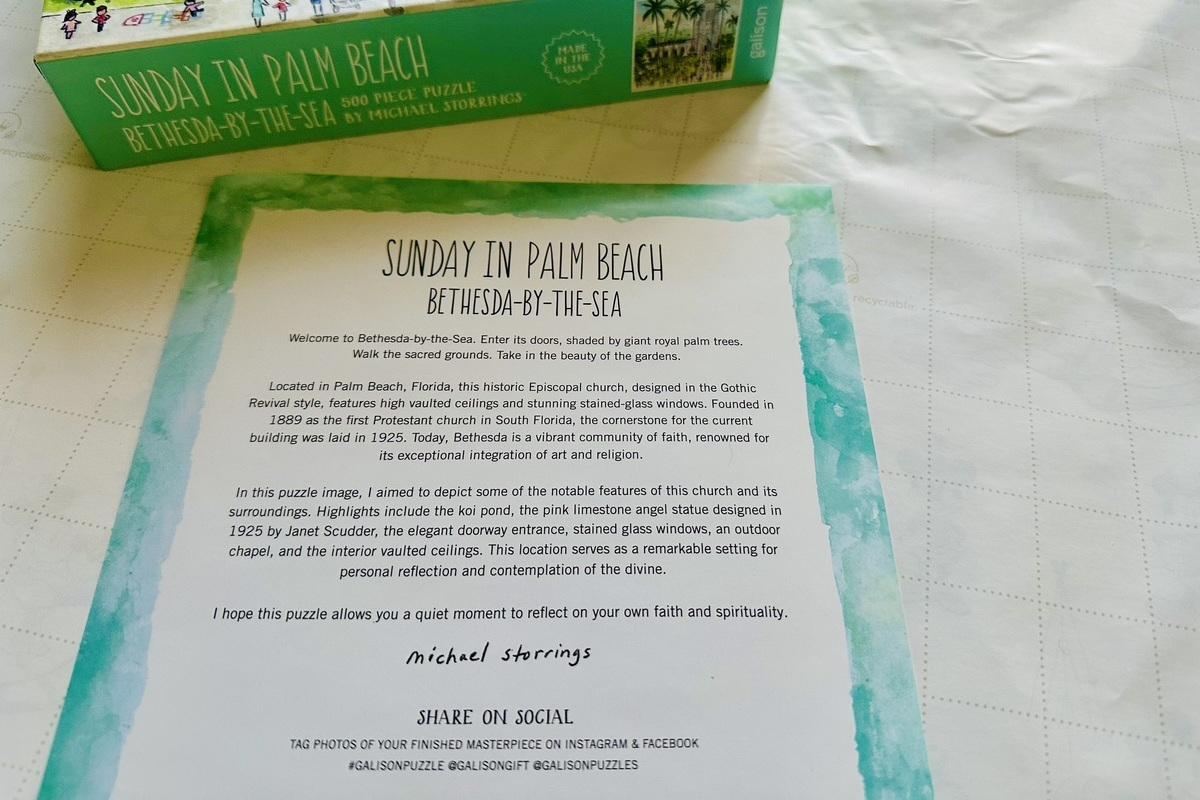 SUNDAY IN PALM BEACH
BETHESDA-BY-THE-SEA
500 PIECE PUZZLE
BY MICHAEL STORRINGS
MADE
IN THE
USA
galison
SUNDAY IN PALM BEACH
BETHESDA-BY-THE-SEA
Welcome to Bethesda-by-the-Sea. Enter its doors, shaded by giant royal palm trees.
Walk the sacred grounds. Take in the beauty of the gardens.
Located in Palm Beach, Florida, this historic Episcopal church, designed in the Gothic
Revival style, features high vaulted ceilings and stunning stained-glass windows. Founded in
1889 as the first Protestant church in South Florida, the cornerstone for the current
building was laid in 1925. Today, Bethesda is a vibrant community of faith, renowned for
its exceptional integration of art and religion.
In this puzzle image, I aimed to depict some of the notable features of this church and its
surroundings. Highlights include the koi pond, the pink limestone angel statue designed in
1925 by Janet Scudder, the elegant doorway entrance, stained glass windows, an outdoor
chapel, and the interior vaulted ceilings. This location serves as a remarkable setting for
personal reflection and contemplation of the divine.
I hope this puzzle allows you a quiet moment to reflect on your own faith and spirituality.
michael storrings
SHARE ON SOCIAL
TAG PHOTOS OF YOUR FINISHED MASTERPIECE ON INSTAGRAM & FACEBOOK
#GALISONPUZZLE @GALISONGIFT @GALISONPUZZLES
recyclable